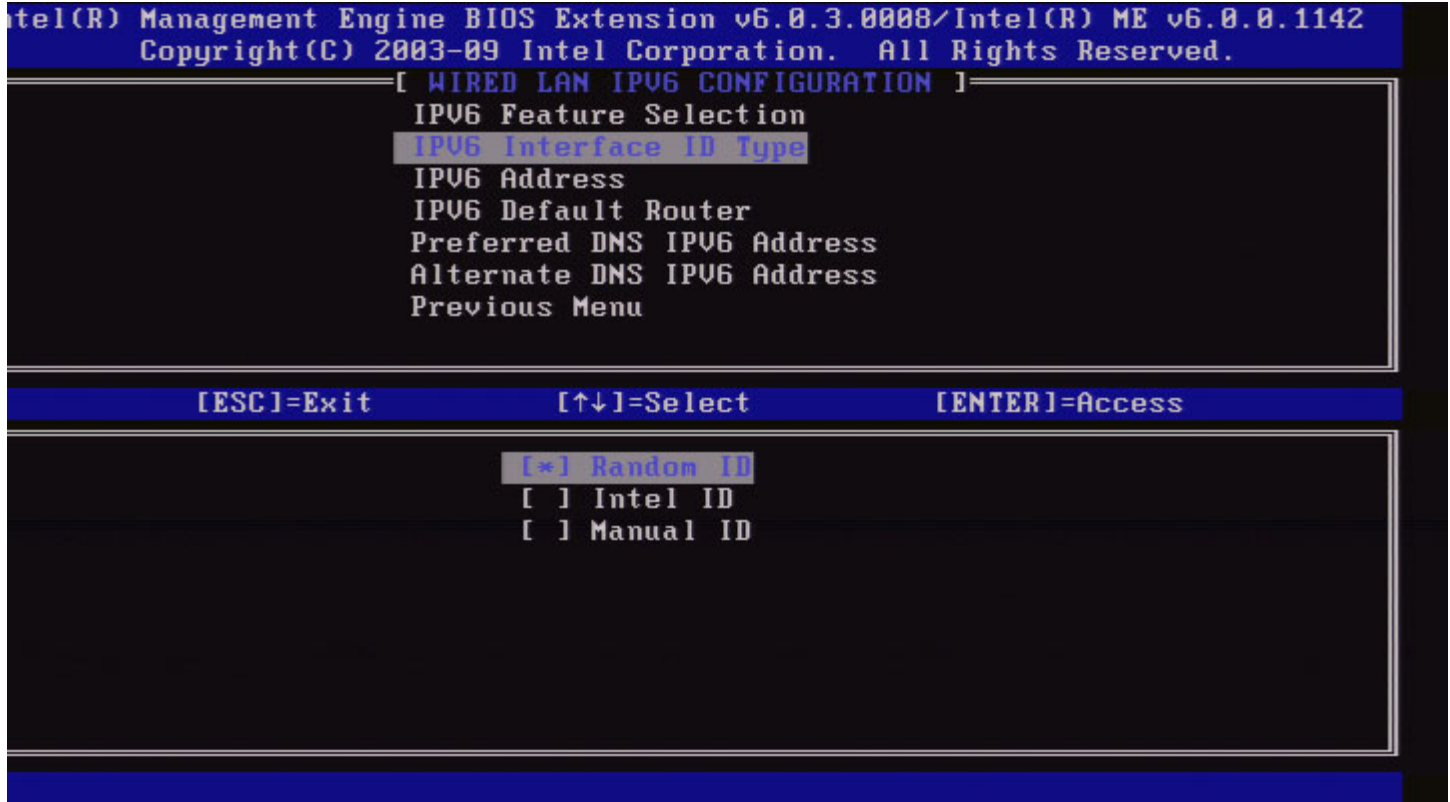 ntel(R) Management Engine BIOS Extension v6.0.3.0008/Intel(R) ME v6.0.0.1142
Copyright(C) 2003-09 Intel Corporation. All Rights Reserved.
[ WIRED LAN IPV6 CONFIGURATION ]
IPV6 Feature Selection
IPV6 Interface ID Type
IPV6 Address
IPV6 Default Router
Preferred DNS IPV6 Address
Alternate DNS IPV6 Address
Previous Menu
[ESC]=Exit [↑↓]=Select [ENTER]=Access
[*] Random ID
[ ] Intel ID
[ ] Manual ID